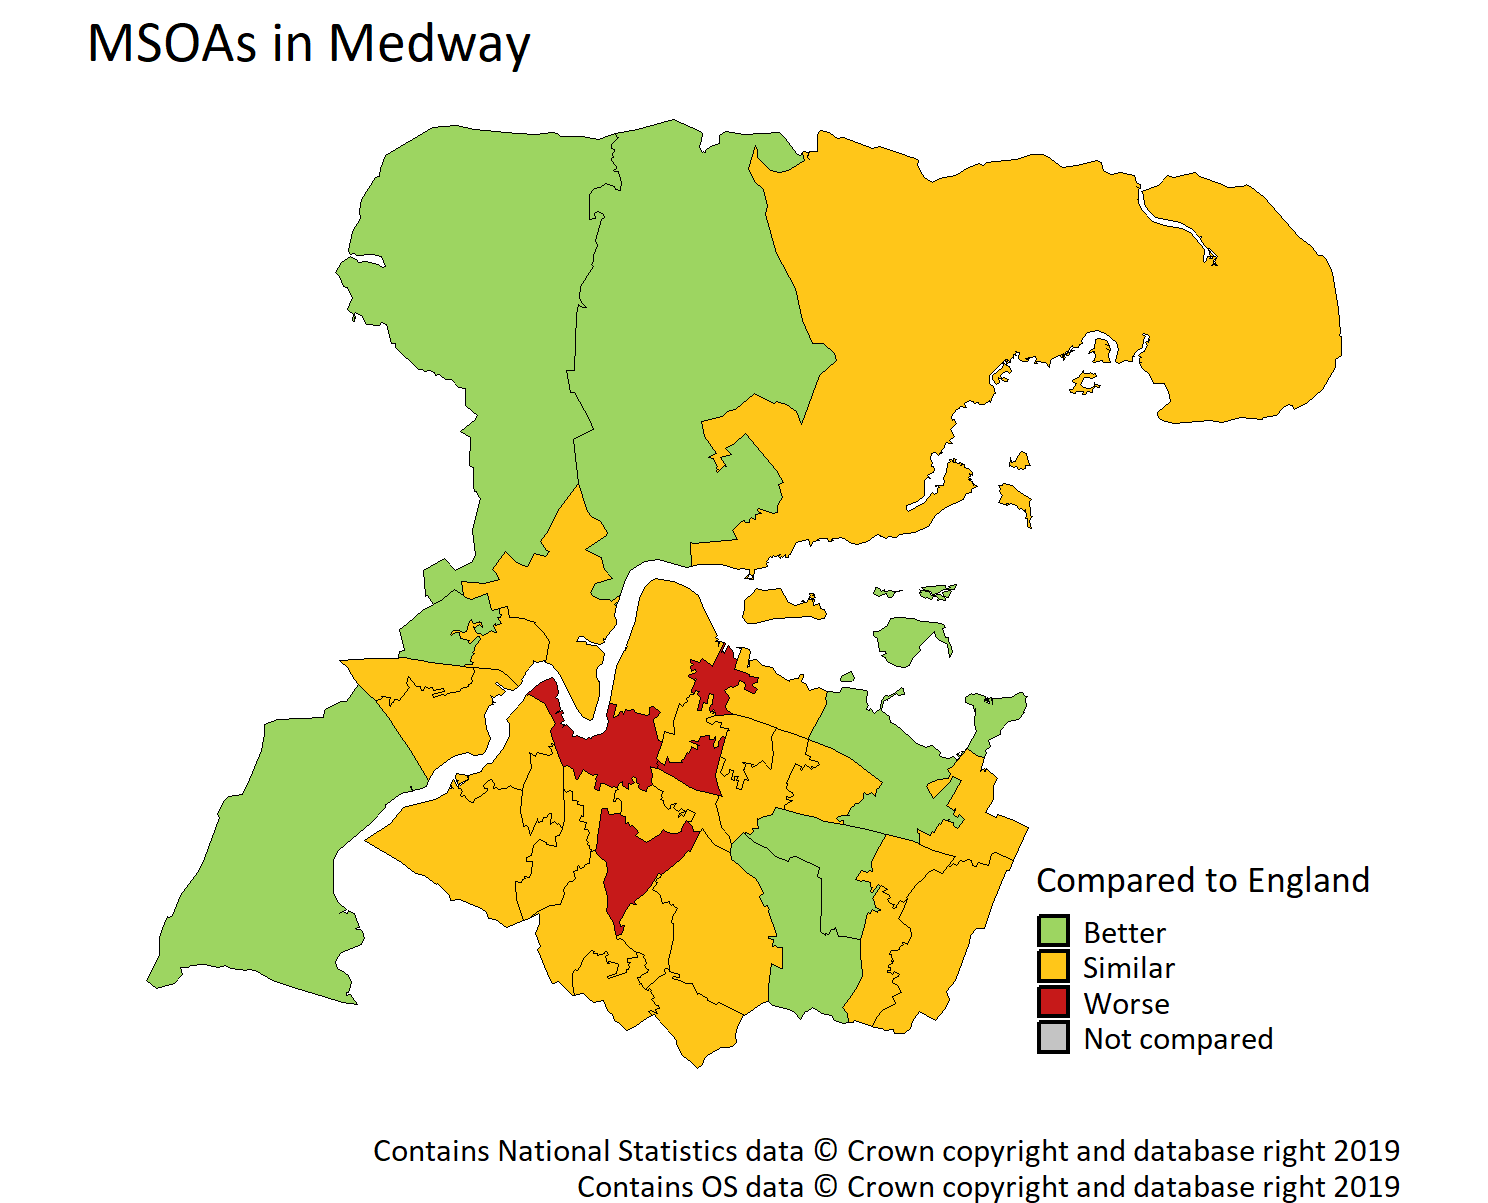 MSOAs in Medway
Compared to England
Better
Similar
Worse
Not compared
Contains National Statistics data © Crown copyright and database right 2019
Contains OS data © Crown copyright and database right 2019